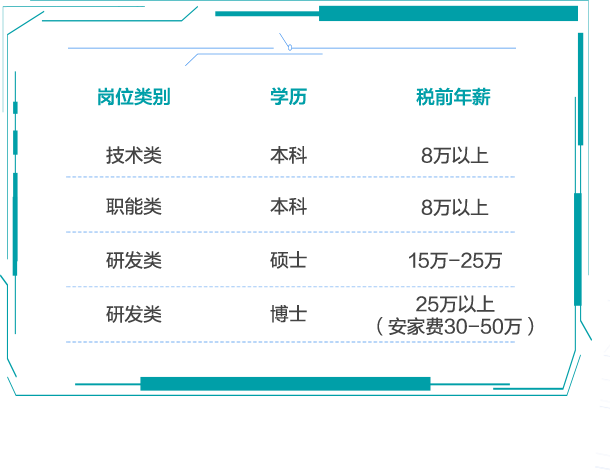 岗位类别 学历 税前年薪
技术类 本科 8万以上
职能类 本科 8万以上
研发类 硕士 15万-25万
研发类 博士 25万以上
（安家费30-50万）